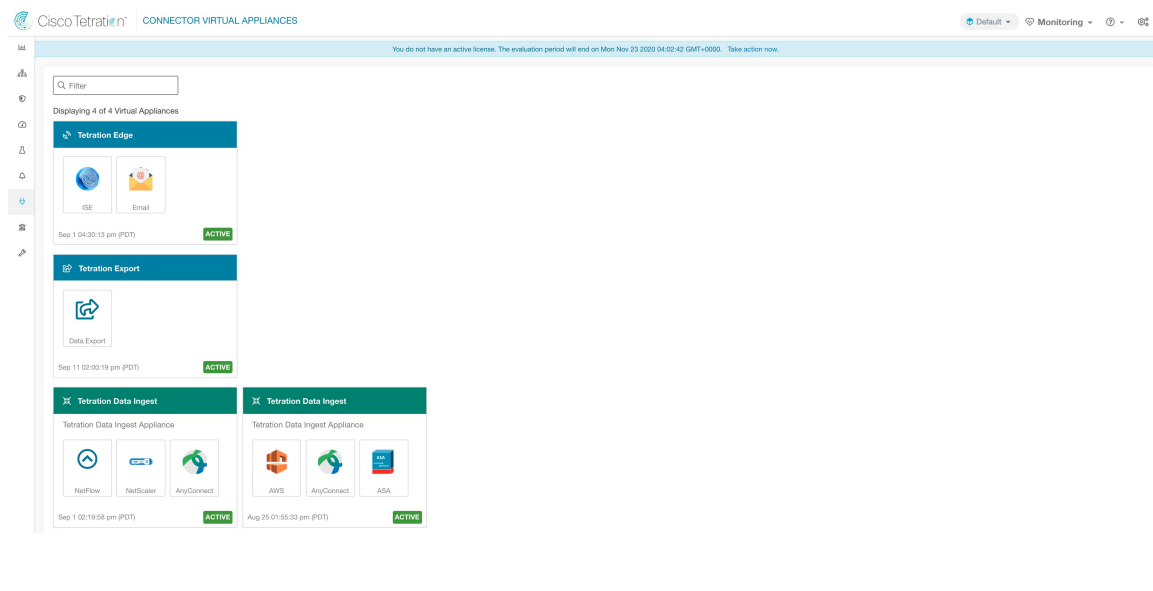 Cisco Tetration™ CONNECTOR VIRTUAL APPLIANCES Default Monitoring
You do not have an active license. The evaluation period will end on Mon Nov 23 2020 04:02:42 GMT+0000. Take action now.
Filter
Displaying 4 of 4 Virtual Appliances
Tetration Edge
@
ISE Email
Sep 1 04:30:13 pm (PDT) ACTIVE
Tetration Export
Data Export
Sep 11 02:00:19 pm (PDT) ACTIVE
Tetration Data Ingest Tetration Data Ingest
Tetration Data Ingest Appliance Tetration Data Ingest Appliance
ASA
NetFlow NetScaler AnyConnect AWS AnyConnect ASA
Sep 1 02:19:58 pm (PDT) ACTIVE Aug 25 01:55:33 pm (PDT) ACTIVE